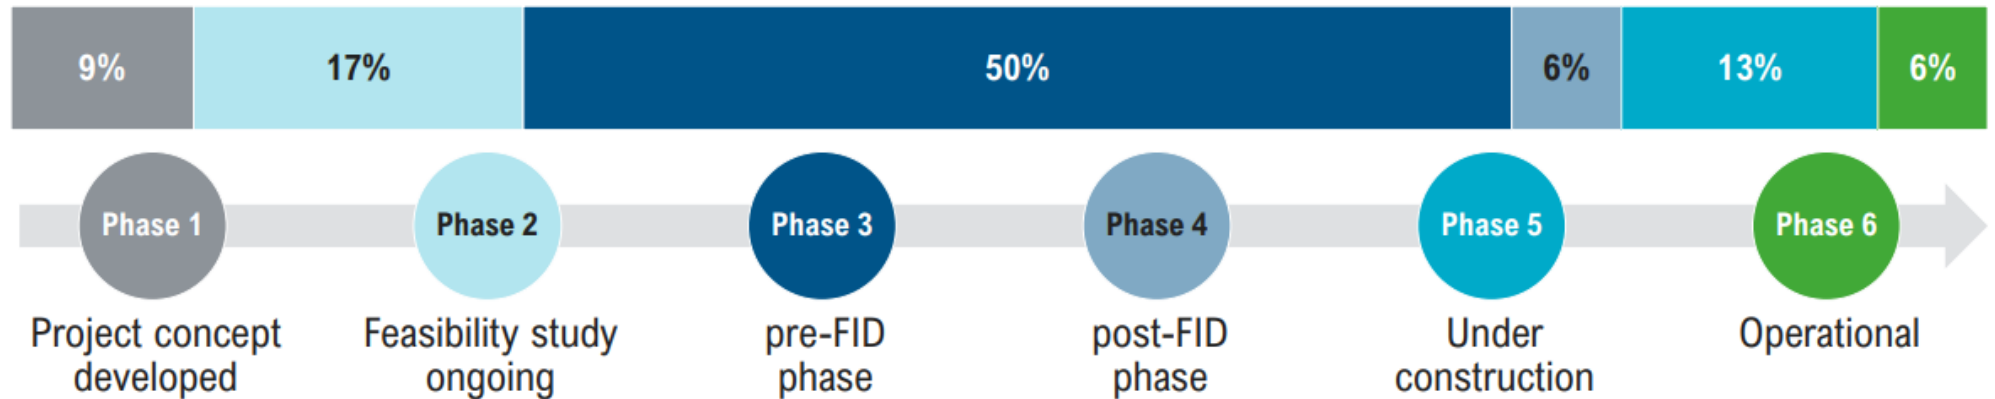 9% 17% 50% 6% 13% 6%
Phase 1 Phase 2 Phase 3 Phase 4 Phase 5 Phase 6
Project concept Feasibility study pre-FID post-FID Under Operational
developed ongoing phase phase construction